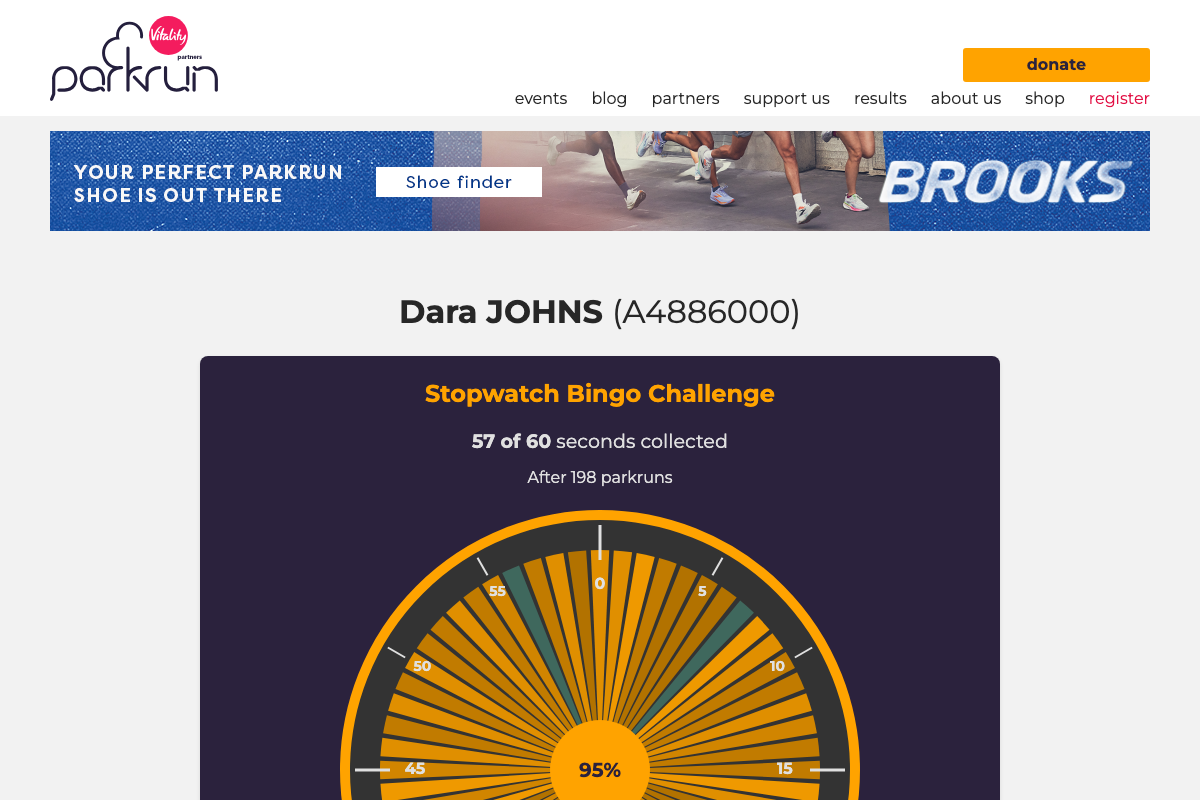 Vitality
partners
parkrun
donate
events blog partners support us results about us shop register
YOUR PERFECT PARKRUN
SHOE IS OUT THERE
Shoe finder
BROOKS
Dara JOHNS (A4886000)
Stopwatch Bingo Challenge
57 of 60 seconds collected
After 198 parkruns
0
55 5
50 10
45 95% 15